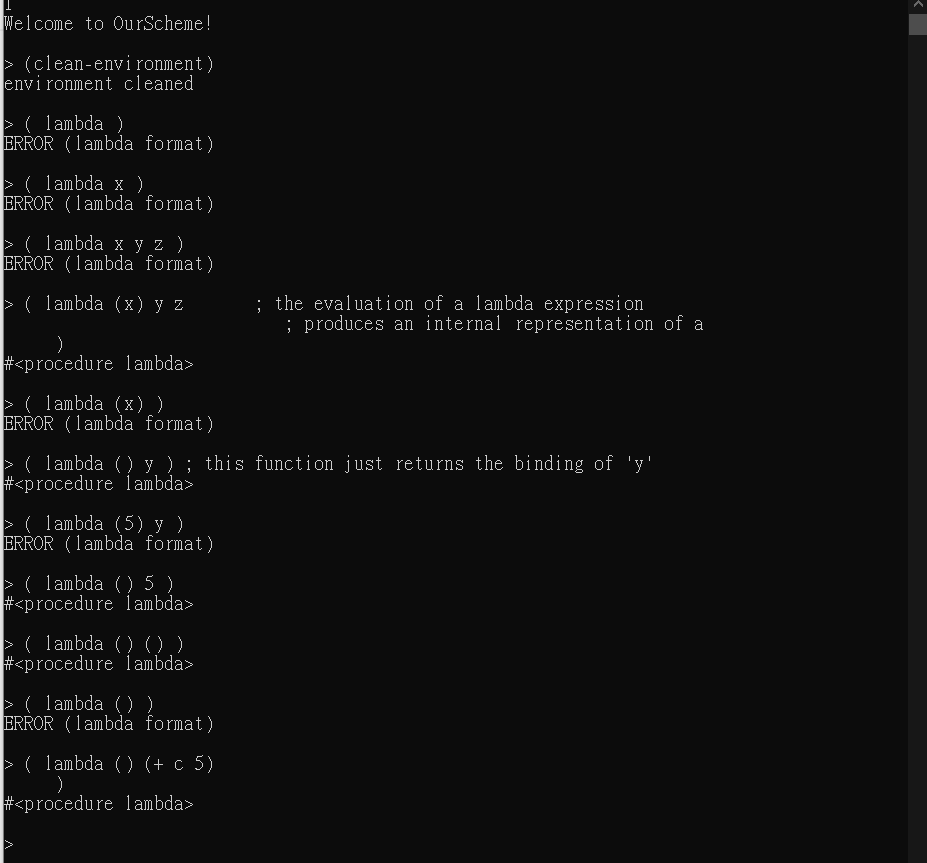 1
Welcome to OurScheme!
> (clean-environment)
environment cleaned
> ( lambda )
ERROR (lambda format)
> ( lambda x )
ERROR (lambda format)
> ( lambda x y z )
ERROR (lambda format)
> ( lambda (x) y z ; the evaluation of a lambda expression
; produces an internal representation of a
)
#<procedure lambda>
> ( lambda (x) )
ERROR (lambda format)
> ( lambda () y ) ; this function just returns the binding of 'y'
#<procedure lambda>
> ( lambda (5) y )
ERROR (lambda format)
> ( lambda () 5 )
#<procedure lambda>
> ( lambda () () )
#<procedure lambda>
> ( lambda () )
ERROR (lambda format)
> ( lambda () (+ c 5)
)
#<procedure lambda>
>